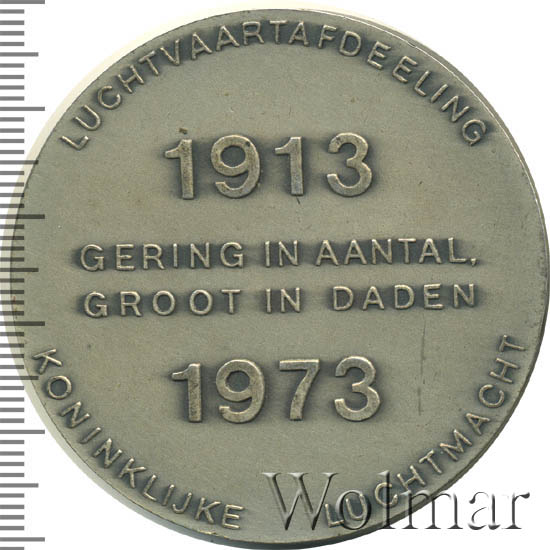 LUCHTVAARTAFDEELING
1913
GERING IN AANTAL,
GROOT IN DADEN
1973
KONINKLIJKE LUCHTMACHT
Wolmar